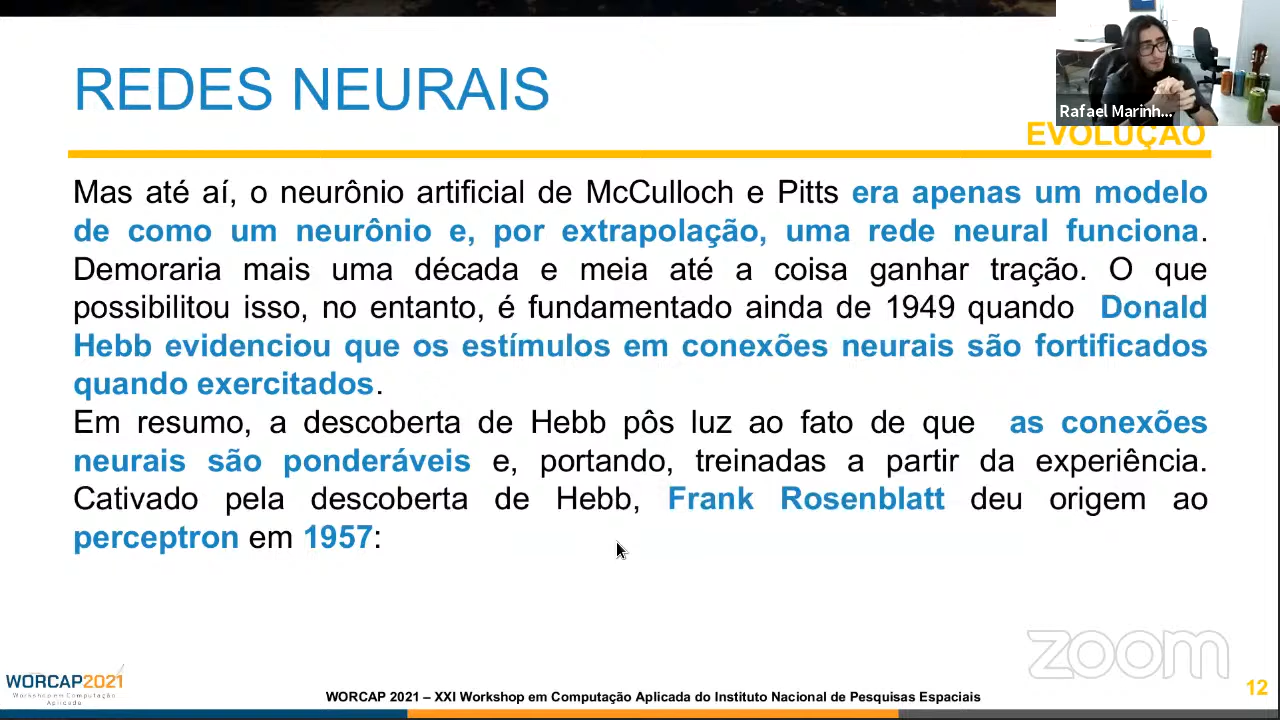 REDES NEURAIS
Rafael Marinh...
EVOLUÇÃO
Mas até aí, o neurônio artificial de McCulloch e Pitts era apenas um modelo
de como um neurônio e, por extrapolação, uma rede neural funciona.
Demoraria mais uma década e meia até a coisa ganhar tração. O que
possibilitou isso, no entanto, é fundamentado ainda de 1949 quando Donald
Hebb evidenciou que os estímulos em conexões neurais são fortificados
quando exercitados.
Em resumo, a descoberta de Hebb pôs luz ao fato de que as conexões
neurais são ponderáveis e, portando, treinadas a partir da experiência.
Cativado pela descoberta de Hebb, Frank Rosenblatt deu origem ao
perceptron em 1957:
zoom
WORCAP2021
Workshop em Computação
Aplicada
WORCAP 2021 – XXI Workshop em Computação Aplicada do Instituto Nacional de Pesquisas Espaciais
12